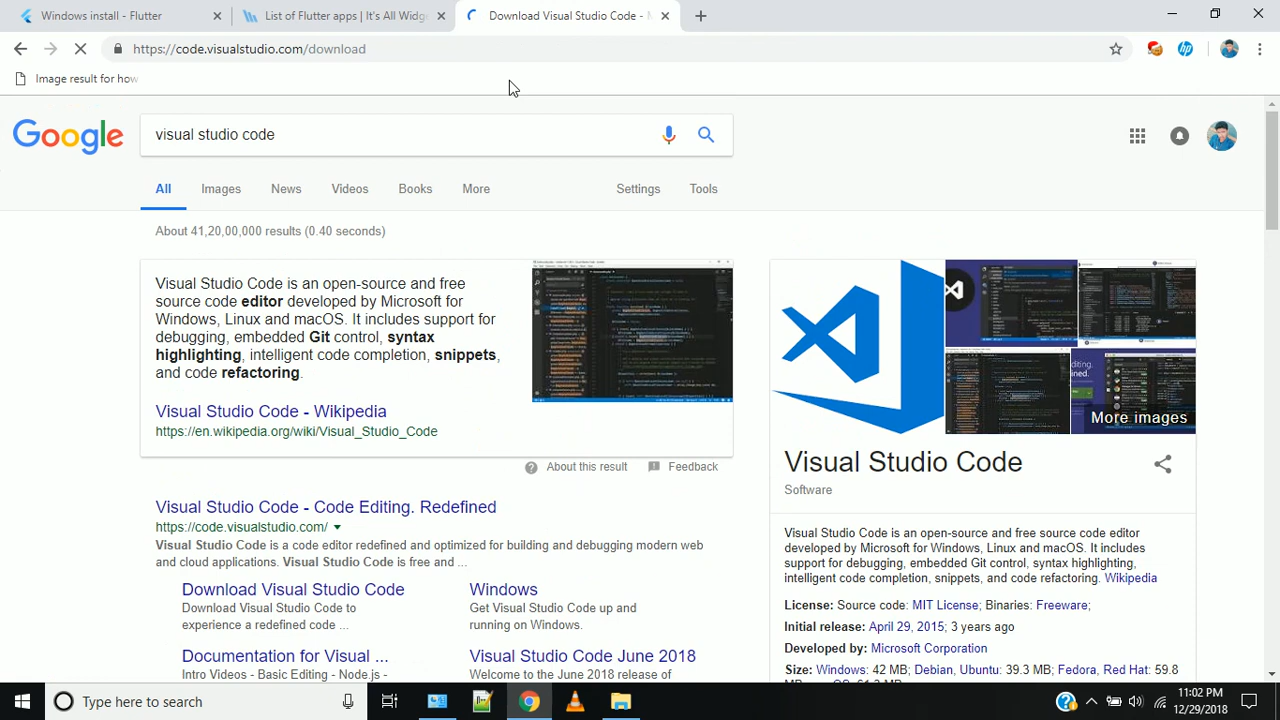 Windows install - Flutter
List of Flutter apps | It's All Widg
Download Visual Studio Code -
https://code.visualstudio.com/download
Image result for how
Google
visual studio code
All Images News Videos Books More Settings Tools
About 41,20,00,000 results (0.40 seconds)
Visual Studio Code is an open-source and free
source code editor developed by Microsoft for
Windows, Linux and macOS. It includes support for
debugging, embedded Git control, syntax
highlighting, intelligent code completion, snippets,
and code refactoring.
Visual Studio Code - Wikipedia
https://en.wikipedia.org/wiki/Visual_Studio_Code
About this result Feedback
Visual Studio Code - Code Editing. Redefined
https://code.visualstudio.com/
Visual Studio Code is a code editor redefined and optimized for building and debugging modern web
and cloud applications. Visual Studio Code is free and ...
Download Visual Studio Code
Download Visual Studio Code to
experience a redefined code ...
Windows
Get Visual Studio Code up and
running on Windows.
Documentation for Visual ...
Intro Videos - Basic Editing - Node.js -
Visual Studio Code June 2018
Welcome to the June 2018 release of
More images
Visual Studio Code
Software
Visual Studio Code is an open-source and free source code editor
developed by Microsoft for Windows, Linux and macOS. It includes
support for debugging, embedded Git control, syntax highlighting,
intelligent code completion, snippets, and code refactoring. Wikipedia
License: Source code: MIT License; Binaries: Freeware;
Initial release: April 29, 2015; 3 years ago
Developed by: Microsoft Corporation
Size: Windows: 42 MB; Debian, Ubuntu: 39.3 MB; Fedora, Red Hat: 59.8
Type here to search
11:02 PM
12/29/2018